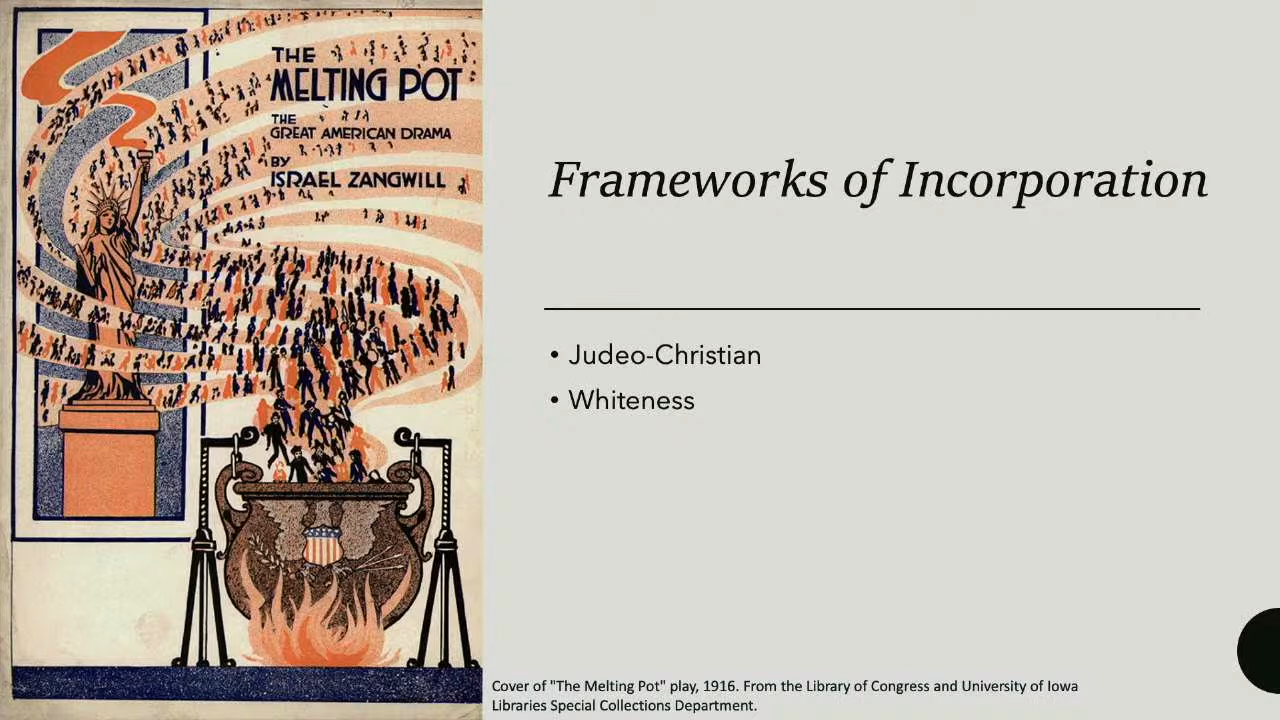 THE
MELTING POT
THE
GREAT AMERICAN DRAMA
BY
ISRAEL ZANGWILL
Frameworks of Incorporation
• Judeo-Christian
• Whiteness
Cover of "The Melting Pot" play, 1916. From the Library of Congress and University of Iowa
Libraries Special Collections Department.